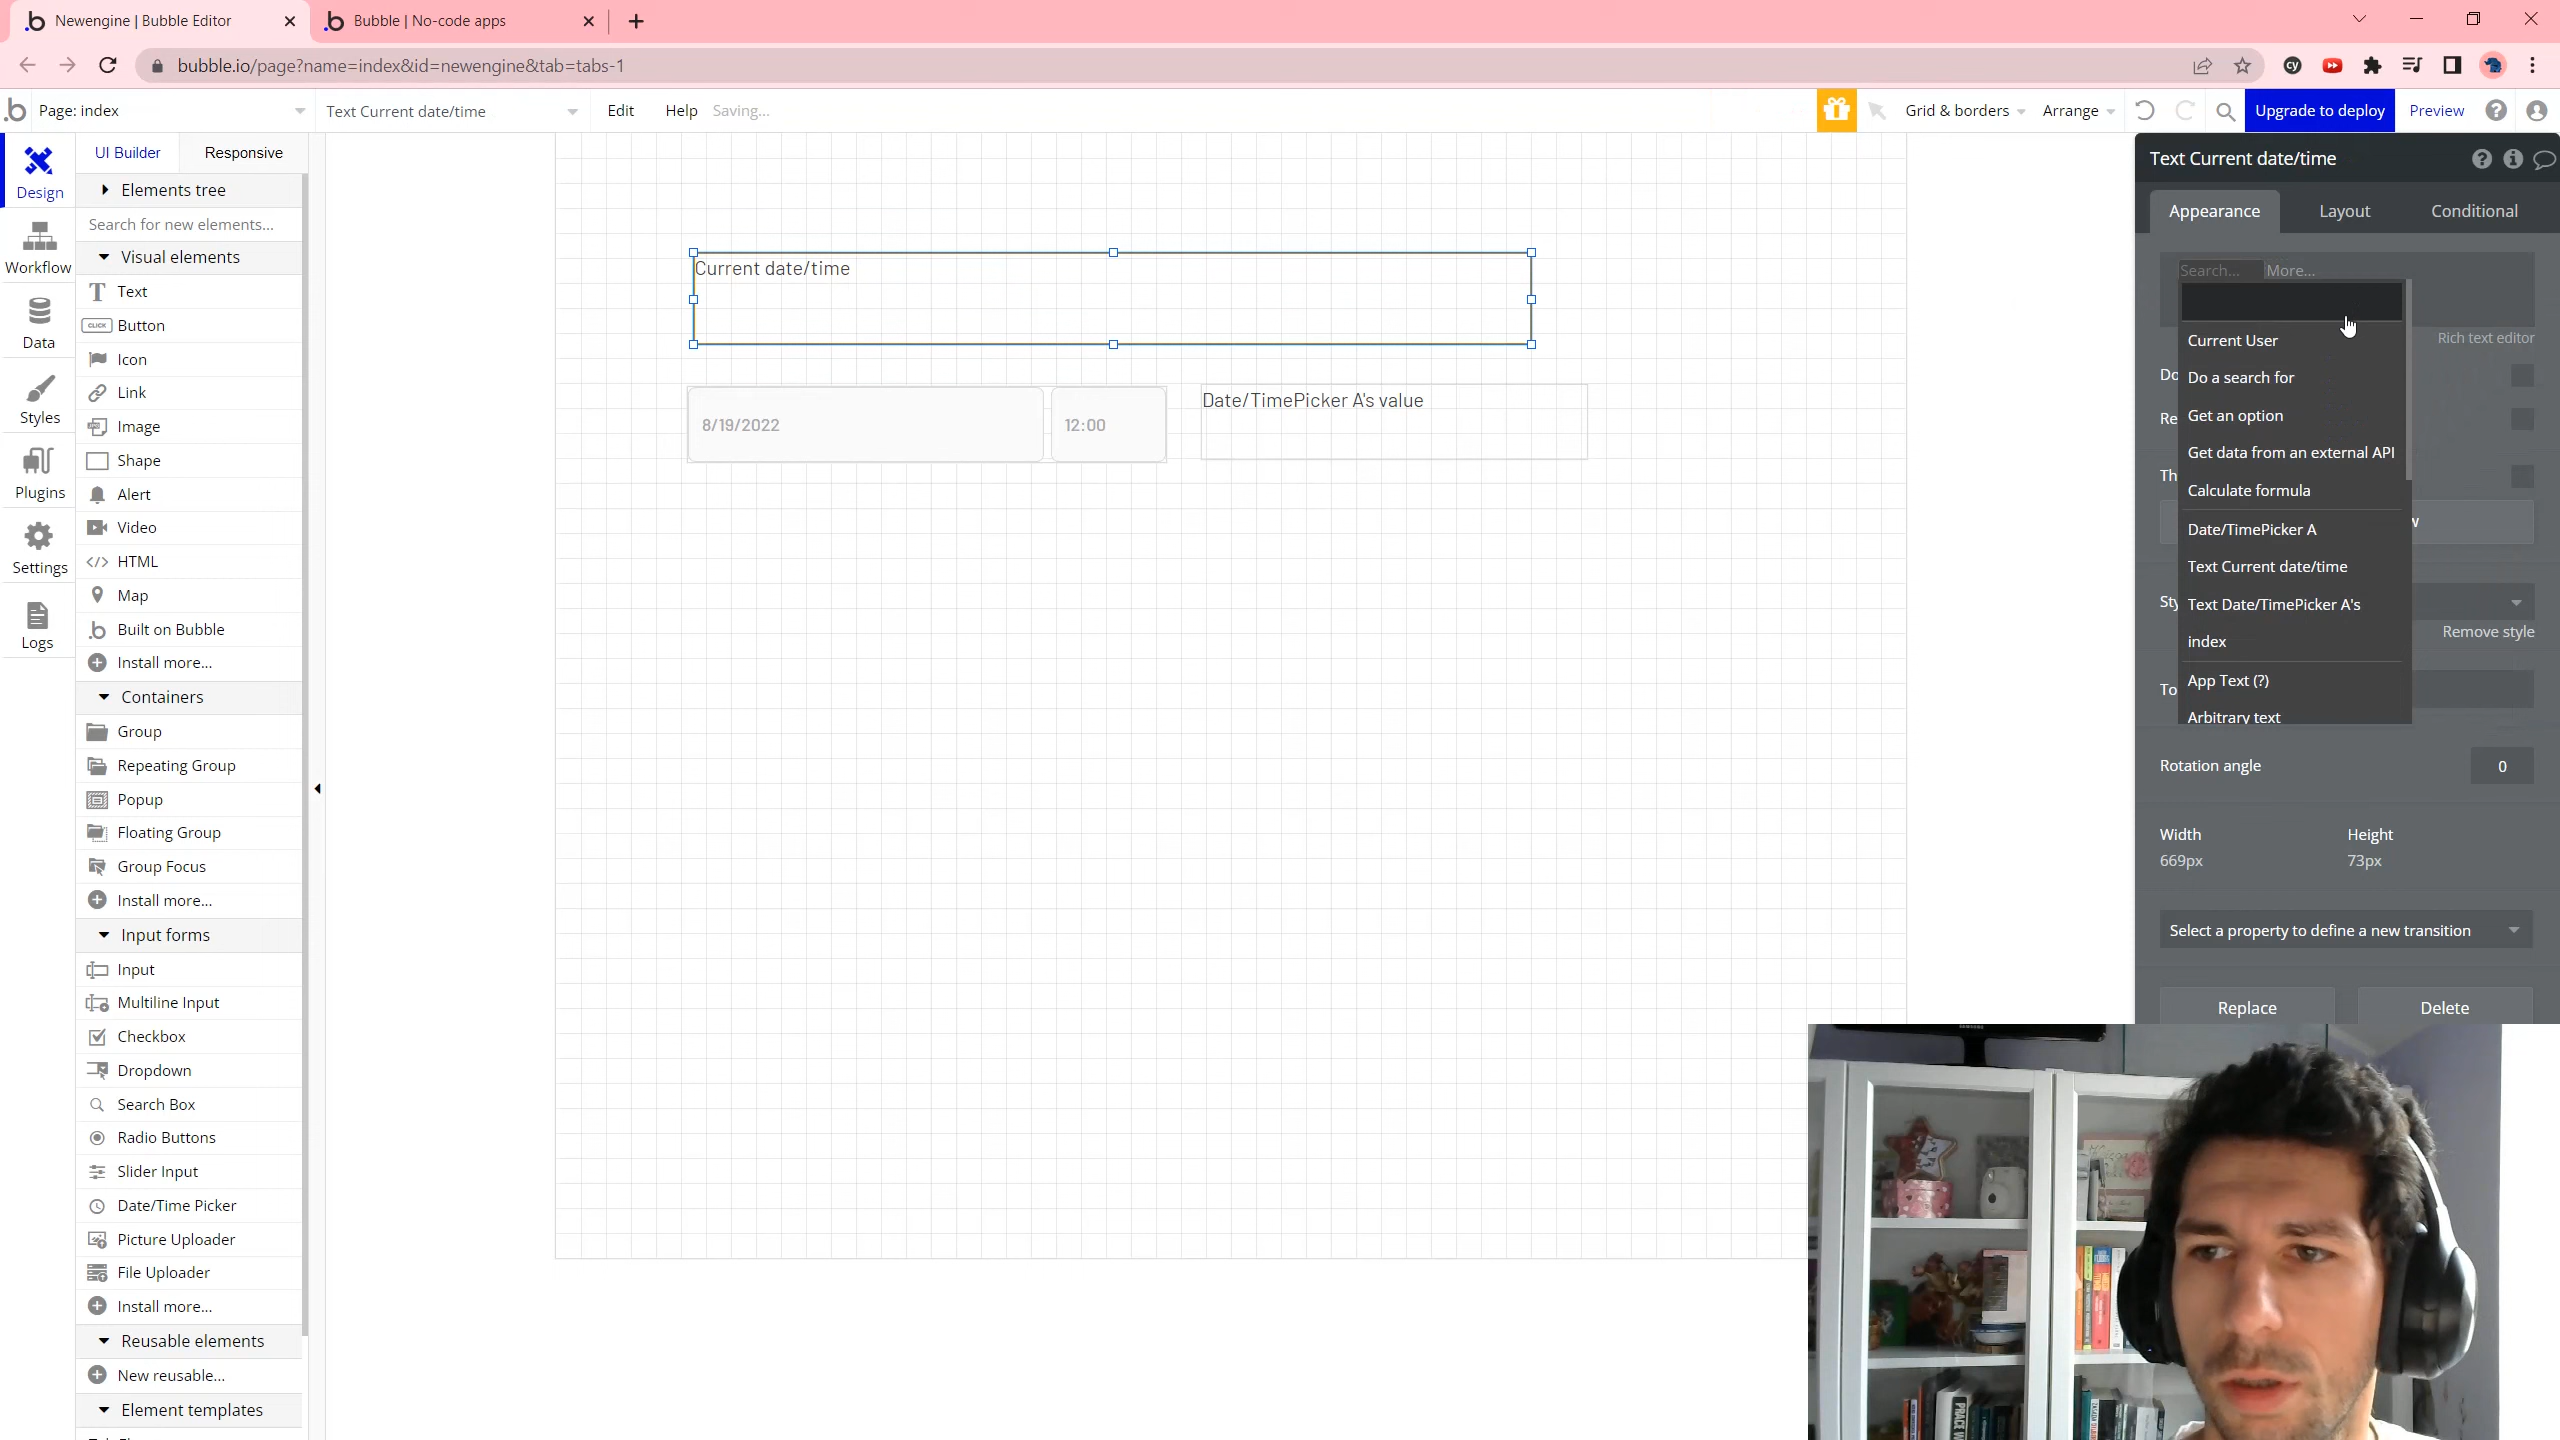 Newengine | Bubble Editor
Bubble | No-code apps
bubble.io/page?name=index&id=newengine&tab=tabs-1
Page: index
Text Current date/time
Edit
Help
Saving...
Grid & borders
Arrange
Upgrade to deploy
Preview
Design
Workflow
Data
Styles
Plugins
Settings
Logs
UI Builder
Responsive
Elements tree
Search for new elements...
Visual elements
Text
CLICK
Button
Icon
Link
Image
Shape
Alert
Video
HTML
Map
Built on Bubble
Install more...
Containers
Group
Repeating Group
Popup
Floating Group
Group Focus
Install more...
Input forms
Input
Multiline Input
Checkbox
Dropdown
Search Box
Radio Buttons
Slider Input
Date/Time Picker
Picture Uploader
File Uploader
Install more...
Reusable elements
New reusable...
Element templates
Current date/time
8/19/2022
12:00
Date/TimePicker A's value
Text Current date/time
Appearance
Layout
Conditional
Search...
More...
Rich text editor
Current User
Do a search for
Get an option
Get data from an external API
Calculate formula
Date/TimePicker A
Text Current date/time
Text Date/TimePicker A's
index
App Text (?)
Arbitrary text
Do
Re
Th
Sty
Remove style
To
Rotation angle
0
Width
669px
Height
73px
Select a property to define a new transition
Replace
Delete
SAMSUNG